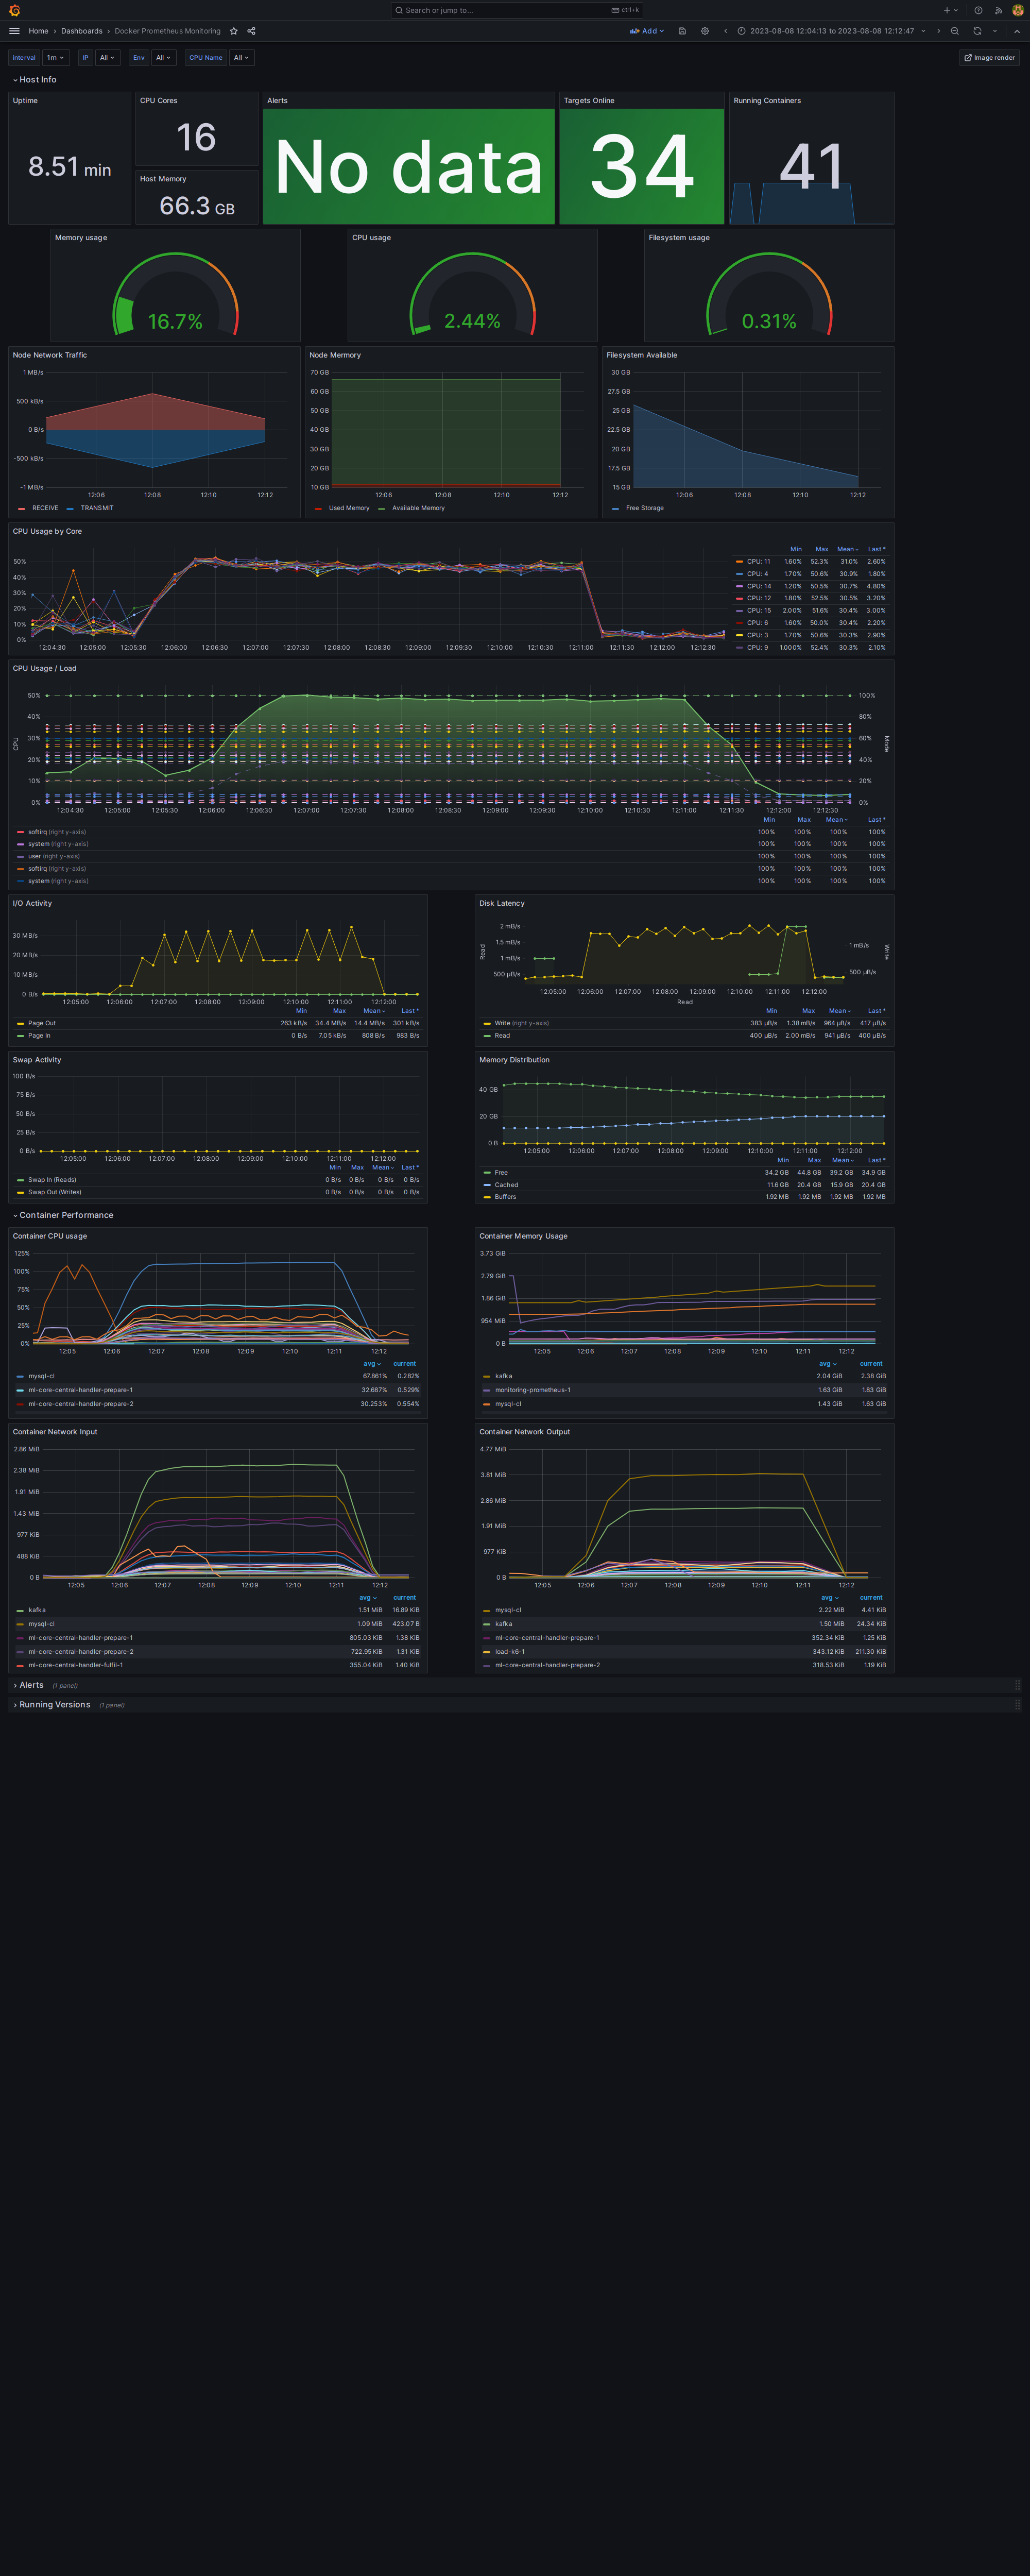 Search or jump to...
ctrl+k
Home › Dashboards › Docker Prometheus Monitoring
Add
2023-08-08 12:04:13 to 2023-08-08 12:12:47
Interval 1m IP All Env All CPU Name All
Image render
Host Info
Uptime
8.51 min
CPU Cores
16
Host Memory
66.3 GB
Alerts
No data
Targets Online
34
Running Containers
41
Memory usage
16.7%
CPU usage
2.44%
Filesystem usage
0.31%
Node Network Traffic
1 MB/s
500 kB/s
0 B/s
-500 kB/s
-1 MB/s
12:06 12:08 12:10 12:12
RECEIVE TRANSMIT
Node Mermory
70 GB
60 GB
50 GB
40 GB
30 GB
20 GB
10 GB
12:06 12:08 12:10 12:12
Used Memory Available Memory
Filesystem Available
30 GB
27.5 GB
25 GB
22.5 GB
20 GB
17.5 GB
15 GB
12:06 12:08 12:10 12:12
Free Storage
CPU Usage by Core
50%
40%
30%
20%
10%
0%
12:04:30 12:05:00 12:05:30 12:06:00 12:06:30 12:07:00 12:07:30 12:08:00 12:08:30 12:09:00 12:09:30 12:10:00 12:10:30 12:11:00 12:11:30 12:12:00 12:12:30
Min Max Mean Last *
CPU: 11 1.60% 52.3% 31.0% 2.60%
CPU: 4 1.70% 50.6% 30.9% 1.80%
CPU: 14 1.20% 50.5% 30.7% 4.80%
CPU: 12 1.80% 52.5% 30.5% 3.20%
CPU: 15 2.00% 51.6% 30.4% 3.00%
CPU: 6 1.60% 50.0% 30.4% 2.20%
CPU: 3 1.70% 50.6% 30.3% 2.90%
CPU: 9 1.000% 52.4% 30.3% 2.10%
CPU Usage / Load
CPU
50%
40%
30%
20%
10%
0%
100%
80%
60%
40%
20%
0%
Mode
12:04:30 12:05:00 12:05:30 12:06:00 12:06:30 12:07:00 12:07:30 12:08:00 12:08:30 12:09:00 12:09:30 12:10:00 12:10:30 12:11:00 12:11:30 12:12:00 12:12:30
Min Max Mean Last *
softirq (right y-axis) 100% 100% 100% 100%
system (right y-axis) 100% 100% 100% 100%
user (right y-axis) 100% 100% 100% 100%
softirq (right y-axis) 100% 100% 100% 100%
system (right y-axis) 100% 100% 100% 100%
I/O Activity
30 MB/s
20 MB/s
10 MB/s
0 B/s
12:05:00 12:06:00 12:07:00 12:08:00 12:09:00 12:10:00 12:11:00 12:12:00
Min Max Mean Last *
Page Out 263 kB/s 34.4 MB/s 14.4 MB/s 301 kB/s
Page In 0 B/s 7.05 kB/s 808 B/s 983 B/s
Disk Latency
Read
2 mB/s
1.5 mB/s
1 mB/s
500 µB/s
1 mB/s
500 µB/s
Write
12:05:00 12:06:00 12:07:00 12:08:00 12:09:00 12:10:00 12:11:00 12:12:00
Read
Min Max Mean Last *
Write (right y-axis) 383 µB/s 1.38 mB/s 964 µB/s 417 µB/s
Read 400 µB/s 2.00 mB/s 941 µB/s 400 µB/s
Swap Activity
100 B/s
75 B/s
50 B/s
25 B/s
0 B/s
12:05:00 12:06:00 12:07:00 12:08:00 12:09:00 12:10:00 12:11:00 12:12:00
Min Max Mean Last *
Swap In (Reads) 0 B/s 0 B/s 0 B/s 0 B/s
Swap Out (Writes) 0 B/s 0 B/s 0 B/s 0 B/s
Memory Distribution
40 GB
20 GB
0 B
12:05:00 12:06:00 12:07:00 12:08:00 12:09:00 12:10:00 12:11:00 12:12:00
Min Max Mean Last *
Free 34.2 GB 44.8 GB 39.2 GB 34.9 GB
Cached 11.6 GB 20.4 GB 15.9 GB 20.4 GB
Buffers 1.92 MB 1.92 MB 1.92 MB 1.92 MB
Container Performance
Container CPU usage
125%
100%
75%
50%
25%
0%
12:05 12:06 12:07 12:08 12:09 12:10 12:11 12:12
avg current
mysql-cl 67.861% 0.282%
ml-core-central-handler-prepare-1 32.687% 0.529%
ml-core-central-handler-prepare-2 30.253% 0.554%
Container Memory Usage
3.73 GiB
2.79 GiB
1.86 GiB
954 MiB
0 B
12:05 12:06 12:07 12:08 12:09 12:10 12:11 12:12
avg current
kafka 2.04 GiB 2.38 GiB
monitoring-prometheus-1 1.63 GiB 1.83 GiB
mysql-cl 1.43 GiB 1.63 GiB
Container Network Input
2.86 MiB
2.38 MiB
1.91 MiB
1.43 MiB
977 KiB
488 KiB
0 B
12:05 12:06 12:07 12:08 12:09 12:10 12:11 12:12
avg current
kafka 1.51 MiB 16.89 KiB
mysql-cl 1.09 MiB 423.07 B
ml-core-central-handler-prepare-1 805.03 KiB 1.38 KiB
ml-core-central-handler-prepare-2 722.95 KiB 1.31 KiB
ml-core-central-handler-fulfil-1 355.04 KiB 1.40 KiB
Container Network Output
4.77 MiB
3.81 MiB
2.86 MiB
1.91 MiB
977 KiB
0 B
12:05 12:06 12:07 12:08 12:09 12:10 12:11 12:12
avg current
mysql-cl 2.22 MiB 4.41 KiB
kafka 1.50 MiB 24.34 KiB
ml-core-central-handler-prepare-1 352.34 KiB 1.25 KiB
load-k6-1 343.12 KiB 211.30 KiB
ml-core-central-handler-prepare-2 318.53 KiB 1.19 KiB
Alerts (1 panel)
Running Versions (1 panel)